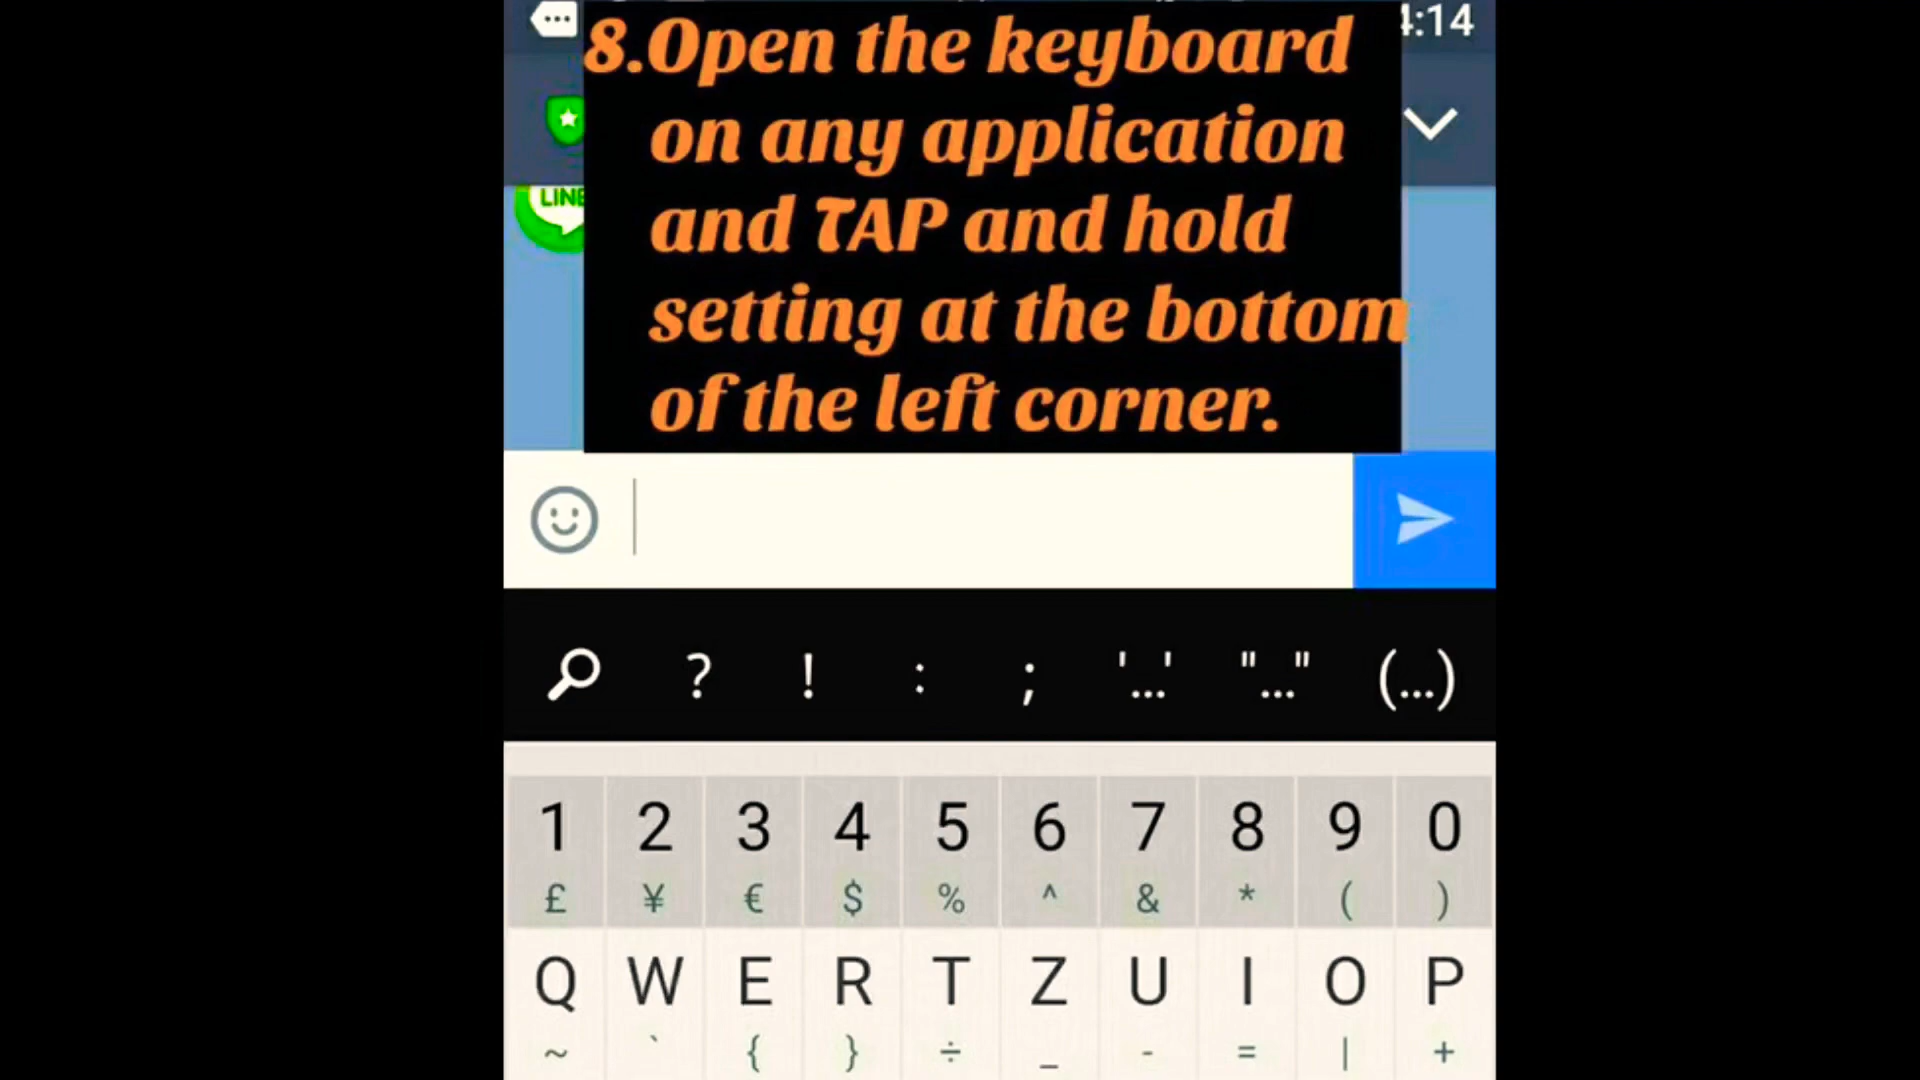 4:14
8.Open the keyboard
on any application
and TAP and hold
setting at the bottom
of the left corner.
LINE
? ! : ; '...' "..." (...)
1 2 3 4 5 6 7 8 9 0
£ ¥ € $ % ^ & * ( )
Q W E R T Z U I O P
~ ` { } ÷ _ - = | +